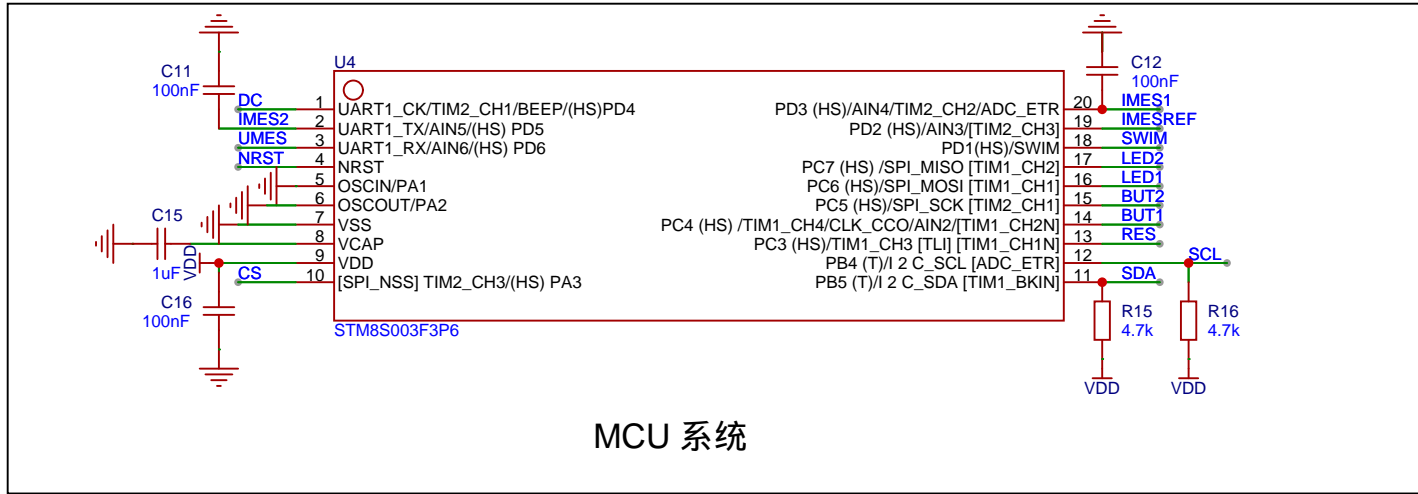 U4
C11
100nF
C12
100nF
DC
1
UART1_CK/TIM2_CH1/BEEP/(HS)PD4
IMES2
2
UART1_TX/AIN5/(HS) PD5
UMES
3
UART1_RX/AIN6/(HS) PD6
NRST
4
NRST
5
OSCIN/PA1
6
OSCOUT/PA2
7
VSS
8
VCAP
9
VDD
CS
10
[SPI_NSS] TIM2_CH3/(HS) PA3
C15
1uF
VDD
C16
100nF
PD3 (HS)/AIN4/TIM2_CH2/ADC_ETR
20
IMES1
PD2 (HS)/AIN3/[TIM2_CH3]
19
IMESREF
PD1(HS)/SWIM
18
SWIM
PC7 (HS) /SPI_MISO [TIM1_CH2]
17
LED2
PC6 (HS)/SPI_MOSI [TIM1_CH1]
16
LED1
PC5 (HS)/SPI_SCK [TIM2_CH1]
15
BUT2
PC4 (HS) /TIM1_CH4/CLK_CCO/AIN2/[TIM1_CH2N]
14
BUT1
PC3 (HS)/TIM1_CH3 [TLI] [TIM1_CH1N]
13
RES
PB4 (T)/I 2 C_SCL [ADC_ETR]
12
SCL
PB5 (T)/I 2 C_SDA [TIM1_BKIN]
11
SDA
STM8S003F3P6
R15
4.7k
R16
4.7k
VDD
VDD
MCU 系统